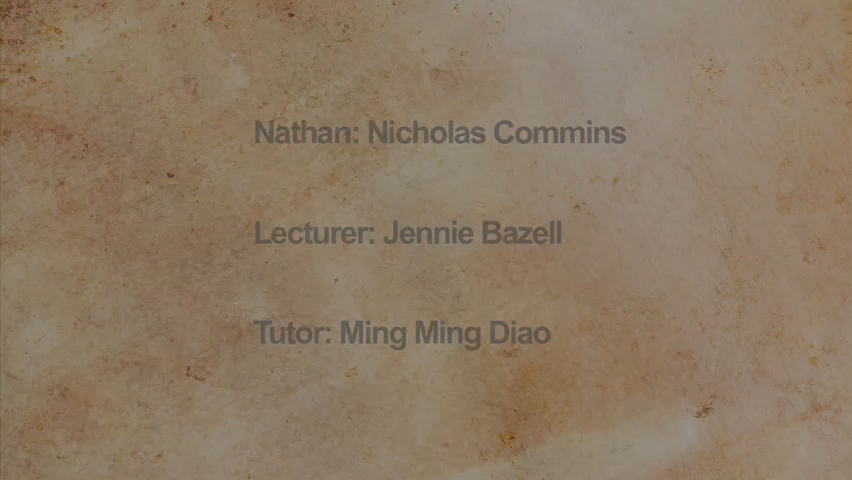 Nathan: Nicholas Commins
Lecturer: Jennie Bazell
Tutor: Ming Ming Diao